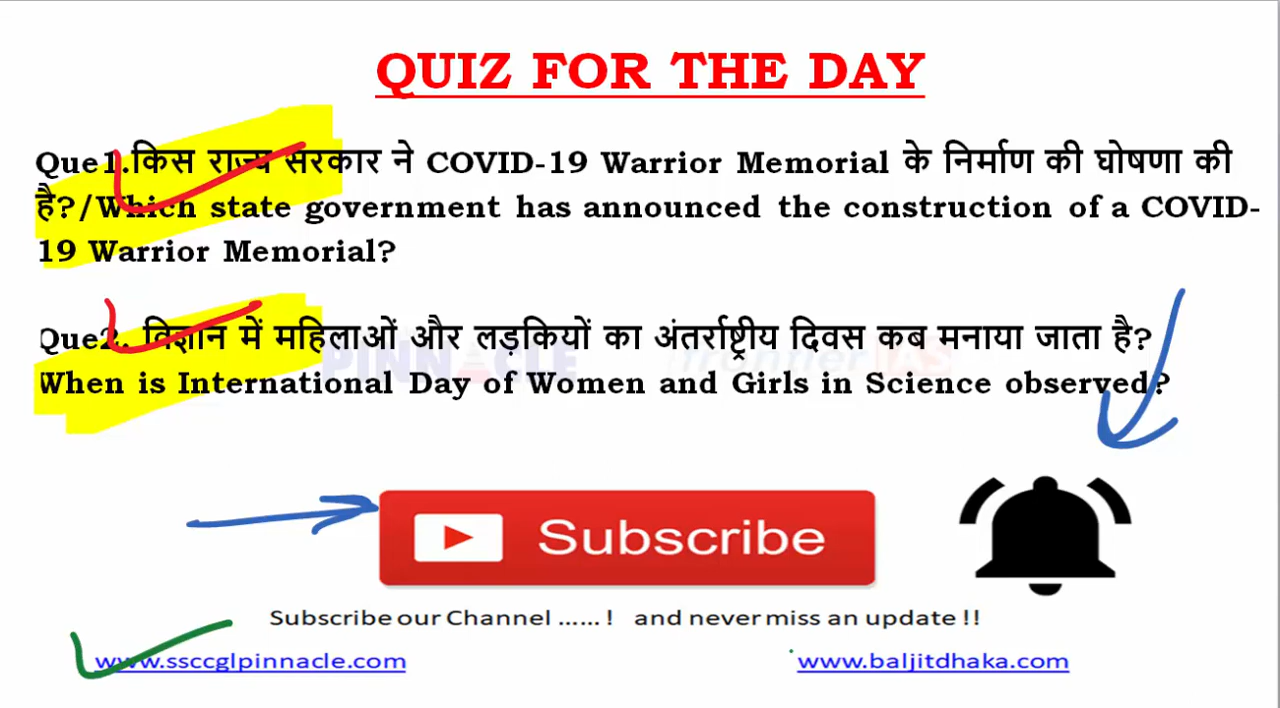 QUIZ FOR THE DAY
Que1.किस राज्य सरकार ने COVID-19 Warrior Memorial के निर्माण की घोषणा की
है?/Which state government has announced the construction of a COVID-
19 Warrior Memorial?
Que2. विज्ञान में महिलाओं और लड़कियों का अंतर्राष्ट्रीय दिवस कब मनाया जाता है?
PINNACLE frontier IAS
When is International Day of Women and Girls in Science observed?
Subscribe
Subscribe our Channel ...... ! and never miss an update !!
www.ssccglpinnacle.com www.baljitdhaka.com